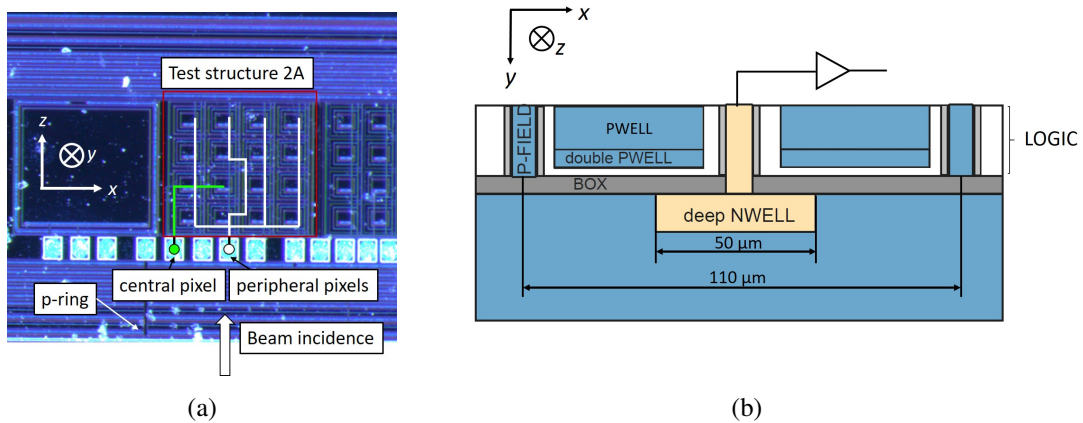 Test structure 2A
z
y
x
central pixel
peripheral pixels
p-ring
Beam incidence
(a)
x
z
y
P-FIELD
PWELL
double PWELL
LOGIC
BOX
deep NWELL
50 µm
110 µm
(b)